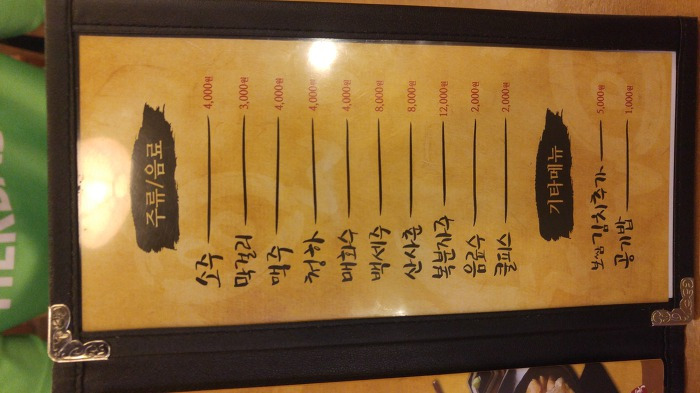 주류/음료
소주 4,000원
막걸리 3,000원
맥주 4,000원
청하 4,000원
매화수 4,000원
백세주 8,000원
산사춘 8,000원
복분자주 12,000원
음료수 2,000원
쿨피스 2,000원
기타메뉴
보쌈김치추가 5,000원
공기밥 1,000원